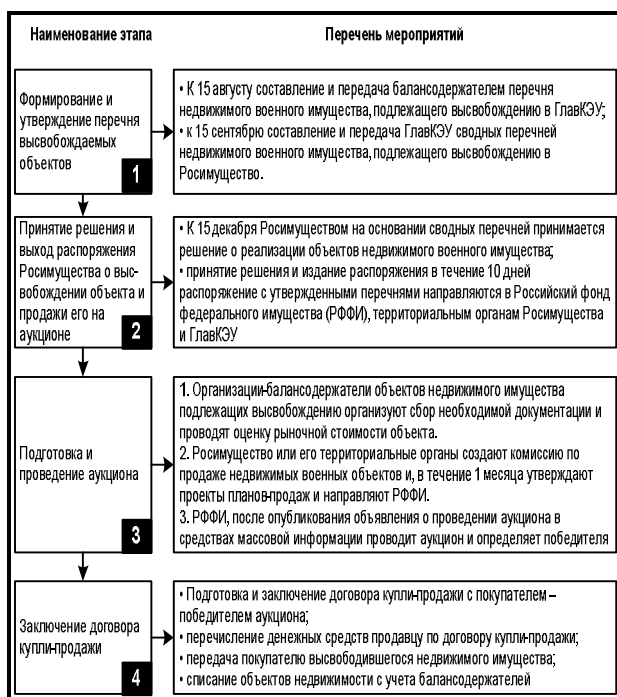 Наименование этапа
Перечень мероприятий
Формирование и
утверждение перечня
высвобождаемых
объектов
1
• К 15 августу составление и передача балансодержателем перечня
недвижимого военного имущества, подлежащего высвобождению в ГлавКЭУ;
• к 15 сентябрю составление и передача ГлавКЭУ сводных перечней
недвижимого военного имущества, подлежащего высвобождению в
Росимущество.
Принятие решения и
выход распоряжения
Росимущества о выс-
вобождении объекта и
продажи его на
аукционе
2
• К 15 декабря Росимуществом на основании сводных перечней принимается
решение о реализации объектов недвижимого военного имущества;
• принятие решения и издание распоряжения в течение 10 дней
распоряжение с утвержденными перечнями направляются в Российский фонд
федерального имущества (РФФИ), территориальным органам Росимущества
и ГлавКЭУ
Подготовка и
проведение аукциона
3
1. Организации-балансодержатели объектов недвижимого имущества
подлежащих высвобождению организуют сбор необходимой документации и
проводят оценку рыночной стоимости объекта.
2. Росимущество или его территориальные органы создают комиссию по
продаже недвижимых военных объектов и, в течение 1 месяца утверждают
проекты планов-продаж и направляют РФФИ.
3. РФФИ, после опубликования объявления о проведении аукциона в
средствах массовой информации проводит аукцион и определяет победителя
Заключение договора
купли-продажи
4
• Подготовка и заключение договора купли-продажи с покупателем –
победителем аукциона;
• перечисление денежных средств продавцу по договору купли-продажи;
• передача покупателю высвободившегося недвижимого имущества;
• списание объектов недвижимости с учета балансодержателей